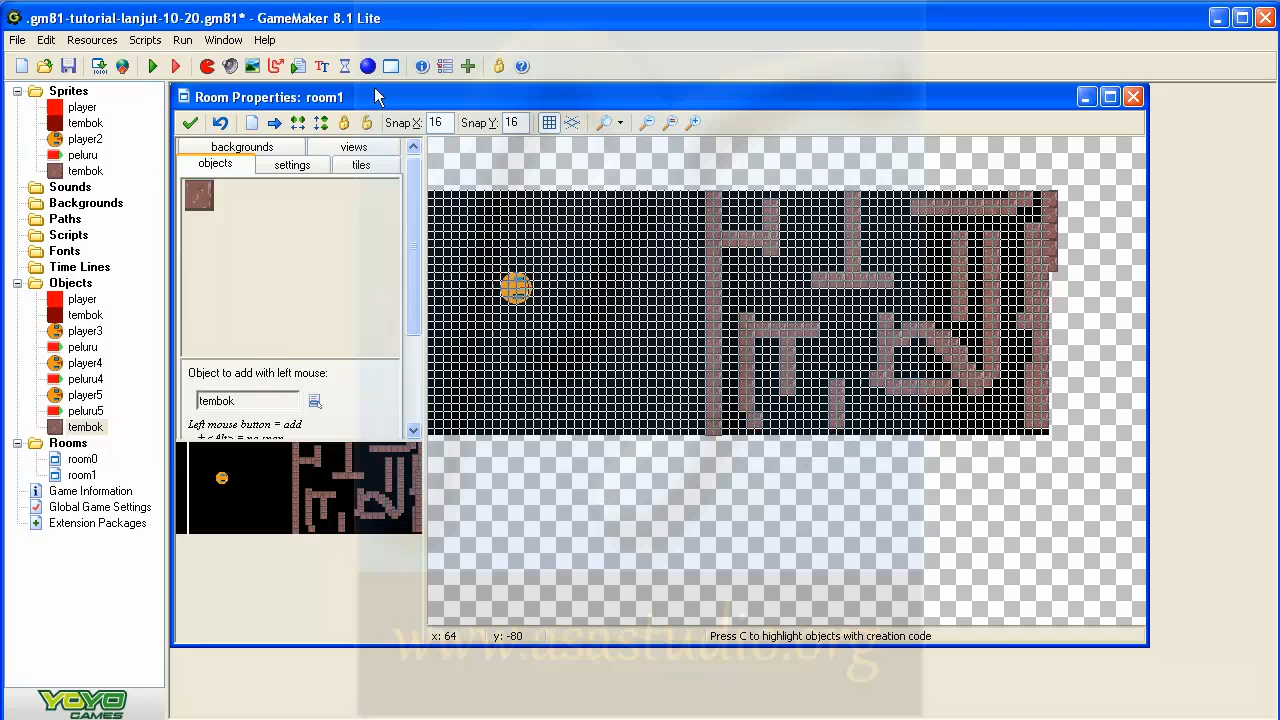 .gm81-tutorial-lanjut-10-20.gm81* - GameMaker 8.1 Lite
File Edit Resources Scripts Run Window Help
Sprites
player
tembok
player2
peluru
tembok
Sounds
Backgrounds
Paths
Scripts
Fonts
Time Lines
Objects
player
tembok
player3
peluru
player4
peluru4
player5
peluru5
tembok
Rooms
room0
room1
Game Information
Global Game Settings
Extension Packages
YOYO
GAMES
Room Properties: room1
Snap X: 16 Snap Y: 16
backgrounds views
objects settings tiles
Object to add with left mouse:
tembok
Left mouse button = add
+ <Alt> = no snap
x: 64 y: -80 Press C to highlight objects with creation code
www.asastudio.org